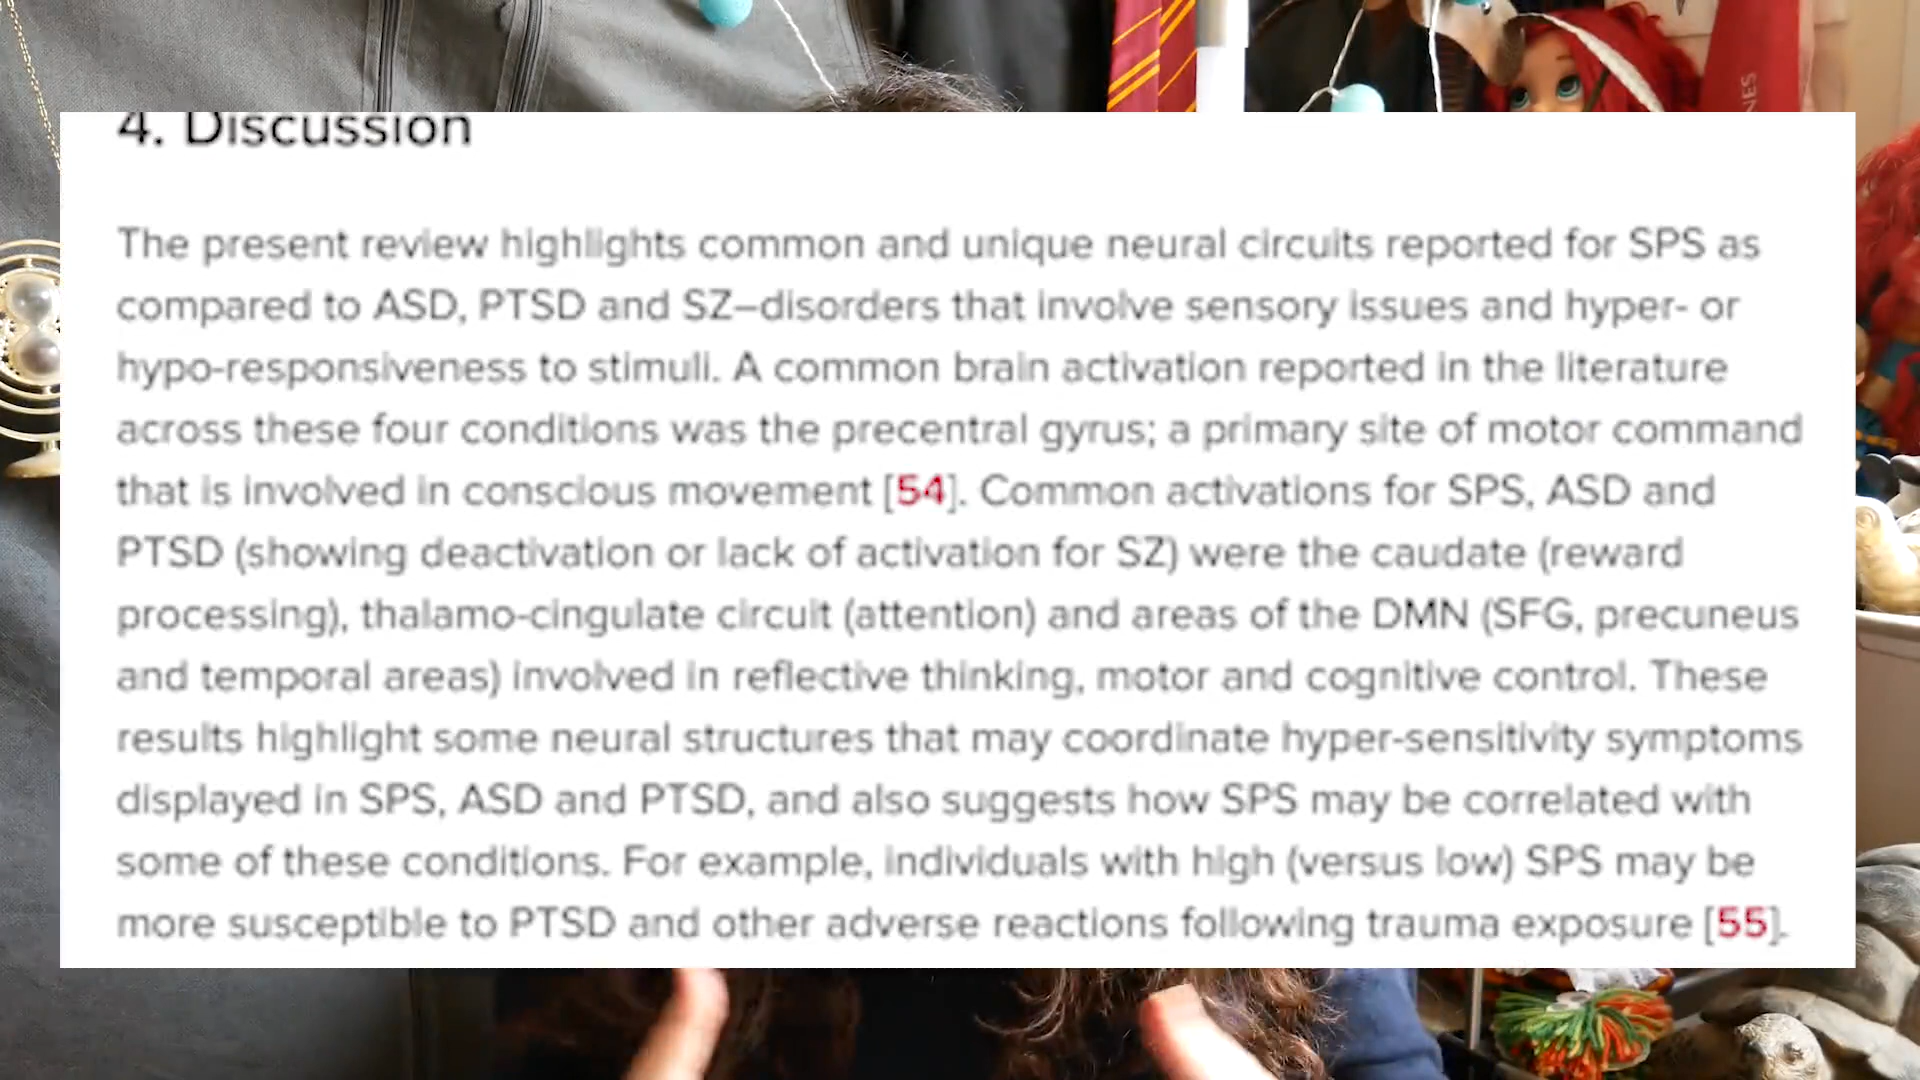 4. Discussion
The present review highlights common and unique neural circuits reported for SPS as
compared to ASD, PTSD and SZ–disorders that involve sensory issues and hyper- or
hypo-responsiveness to stimuli. A common brain activation reported in the literature
across these four conditions was the precentral gyrus; a primary site of motor command
that is involved in conscious movement [54]. Common activations for SPS, ASD and
PTSD (showing deactivation or lack of activation for SZ) were the caudate (reward
processing), thalamo-cingulate circuit (attention) and areas of the DMN (SFG, precuneus
and temporal areas) involved in reflective thinking, motor and cognitive control. These
results highlight some neural structures that may coordinate hyper-sensitivity symptoms
displayed in SPS, ASD and PTSD, and also suggests how SPS may be correlated with
some of these conditions. For example, individuals with high (versus low) SPS may be
more susceptible to PTSD and other adverse reactions following trauma exposure [55].